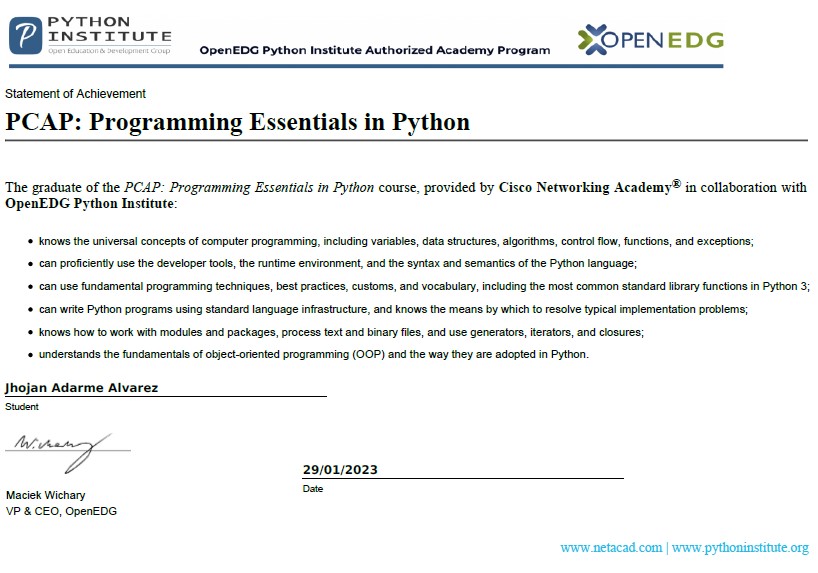 PYTHON
INSTITUTE
Open Education & Development Group
OpenEDG Python Institute Authorized Academy Program
OPENEDG
Statement of Achievement
PCAP: Programming Essentials in Python
The graduate of the PCAP: Programming Essentials in Python course, provided by Cisco Networking Academy® in collaboration with
OpenEDG Python Institute:
• knows the universal concepts of computer programming, including variables, data structures, algorithms, control flow, functions, and exceptions;
• can proficiently use the developer tools, the runtime environment, and the syntax and semantics of the Python language;
• can use fundamental programming techniques, best practices, customs, and vocabulary, including the most common standard library functions in Python 3;
• can write Python programs using standard language infrastructure, and knows the means by which to resolve typical implementation problems;
• knows how to work with modules and packages, process text and binary files, and use generators, iterators, and closures;
• understands the fundamentals of object-oriented programming (OOP) and the way they are adopted in Python.
Jhojan Adarme Alvarez
Student
W.Wichary
29/01/2023
Date
Maciek Wichary
VP & CEO, OpenEDG
www.netacad.com | www.pythoninstitute.org